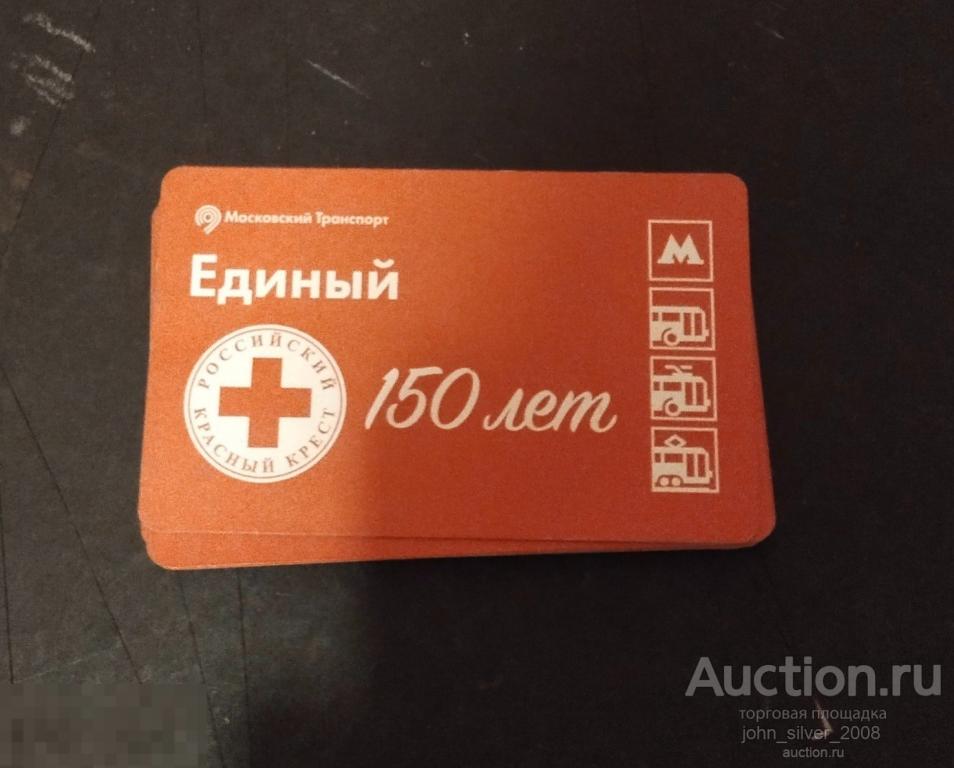 Московский Транспорт
Единый
РОССИЙСКИЙ
КРАСНЫЙ КРЕСТ
150 лет
М
Auction.ru
торговая площадка
john_silver_2008
auction.ru